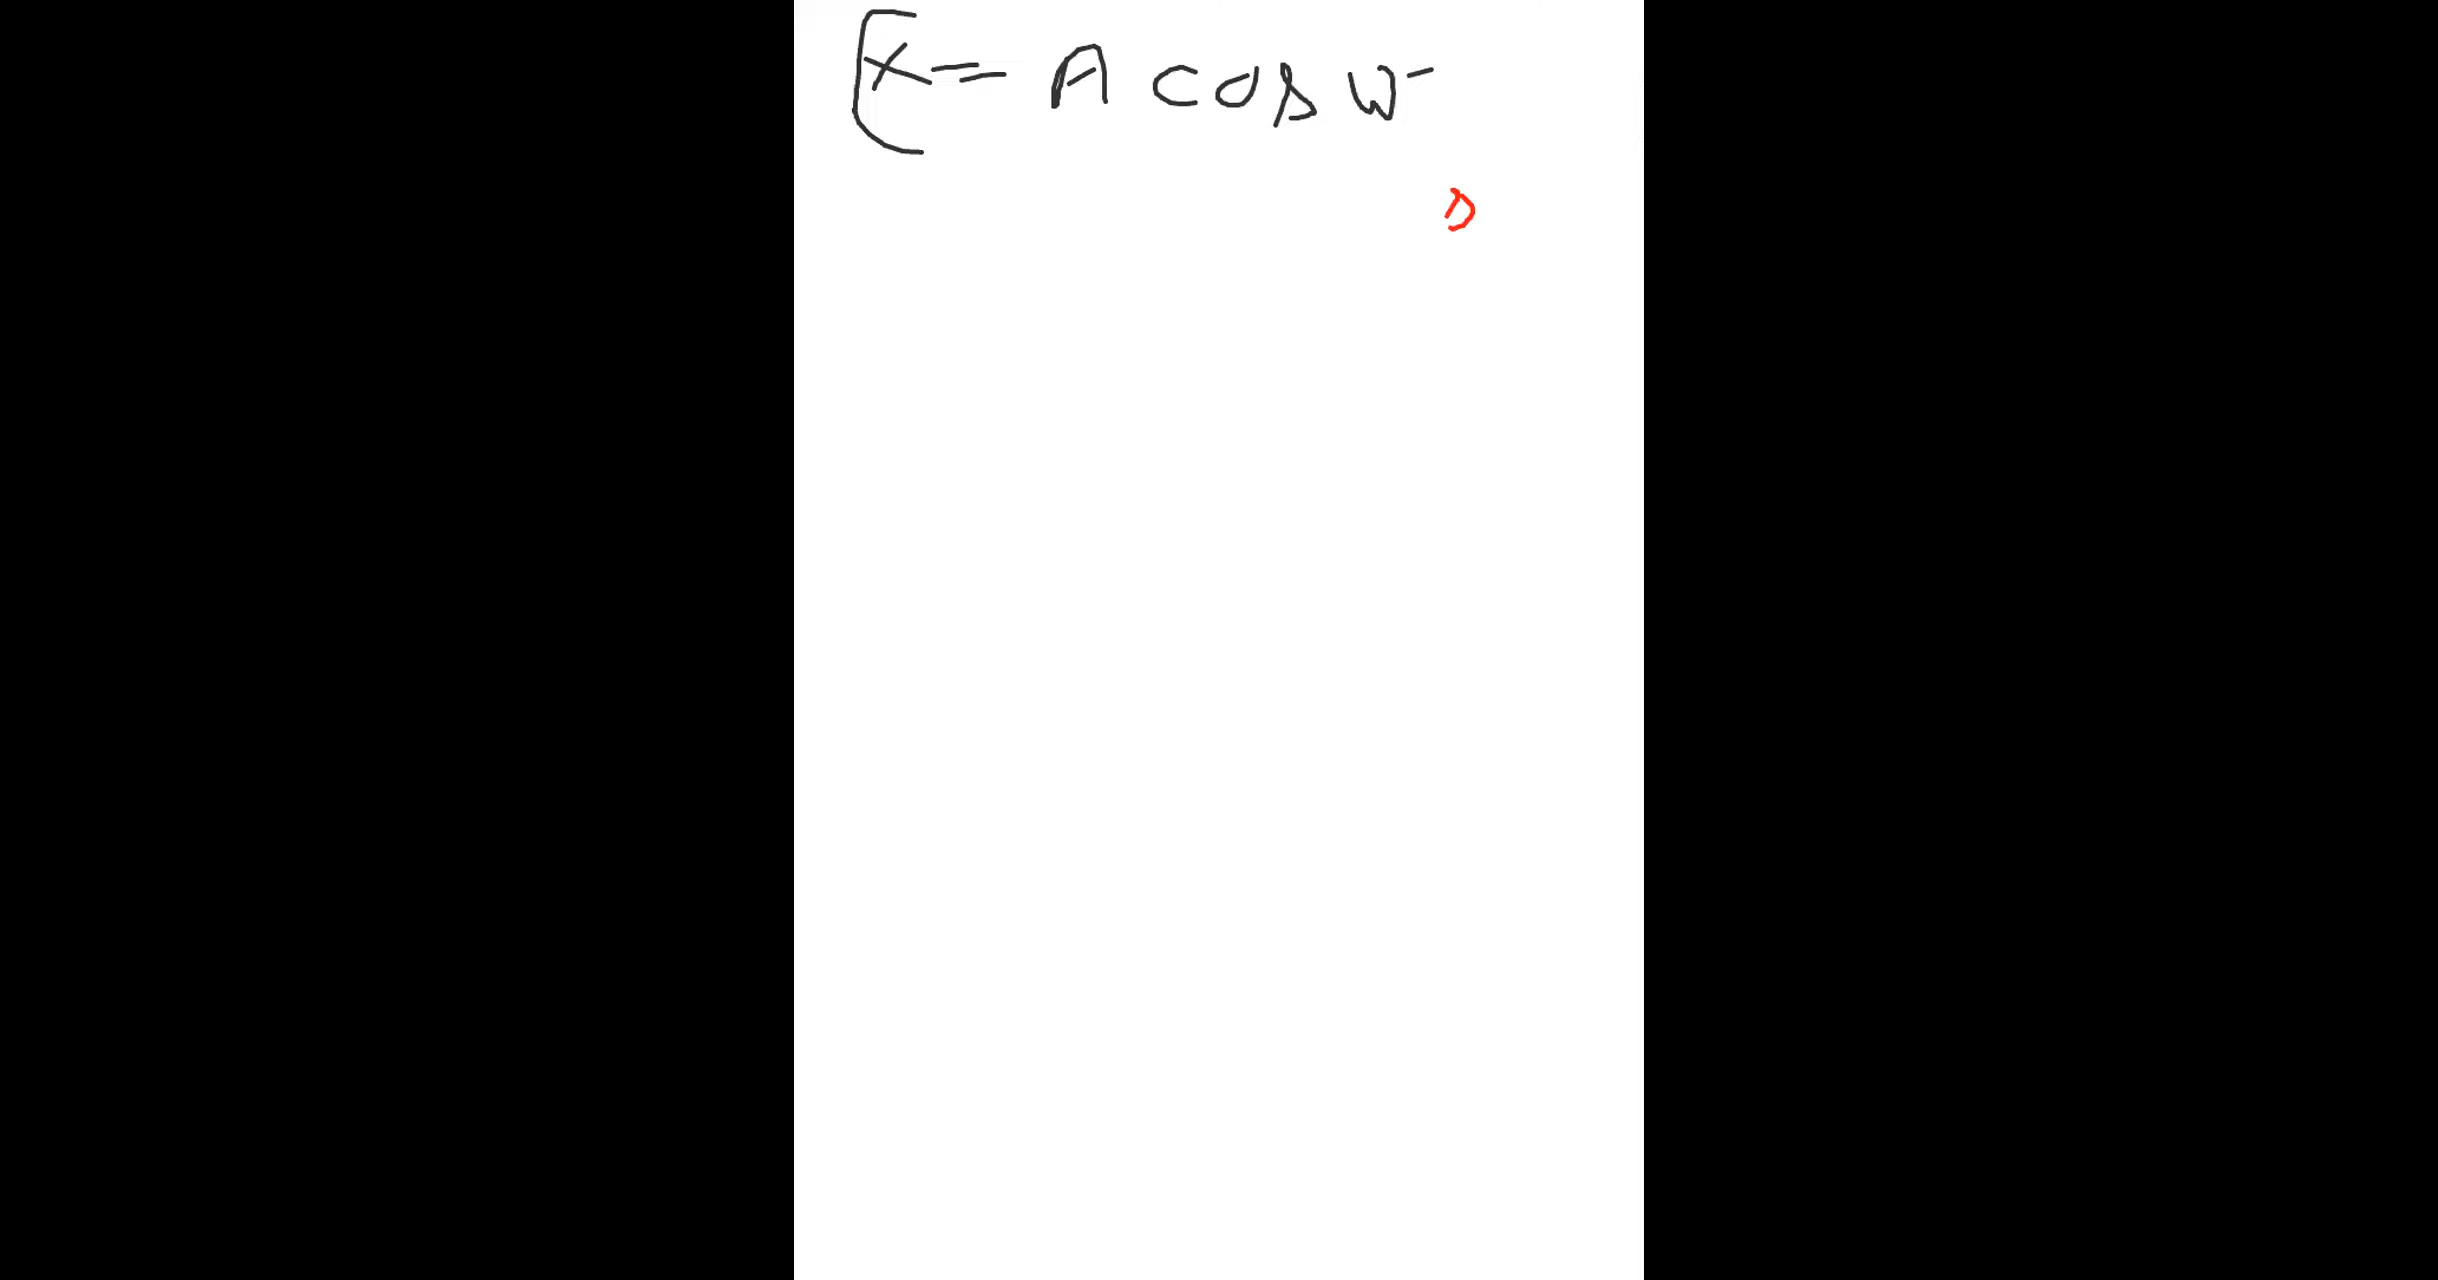 [x = A cos w -
D